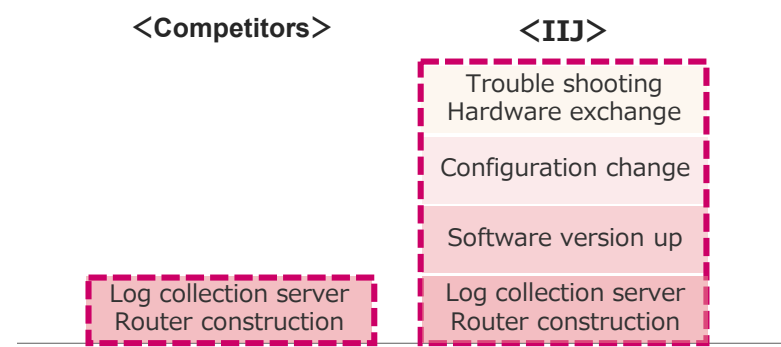 ＜Competitors＞
＜IIJ＞
Trouble shooting
Hardware exchange
Configuration change
Software version up
Log collection server
Router construction
Log collection server
Router construction